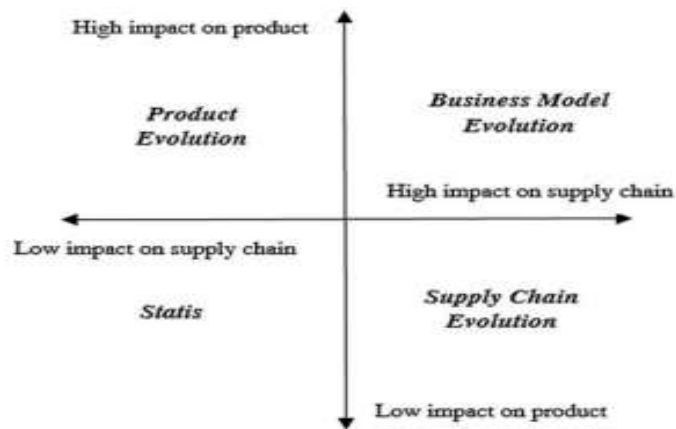 High impact on product
Product
Evolution
Business Model
Evolution
High impact on supply chain
Low impact on supply chain
Statis
Supply Chain
Evolution
Low impact on product